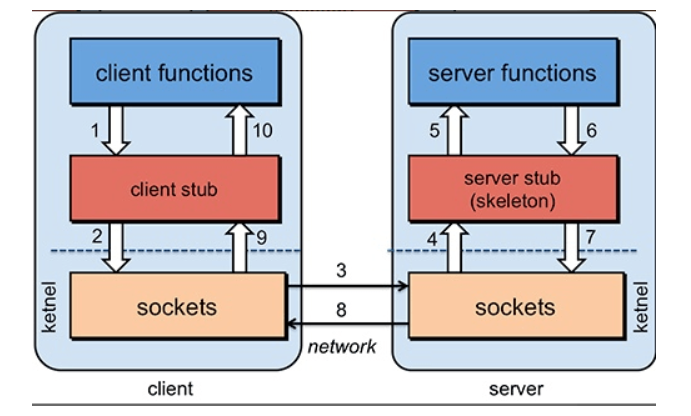 client functions
server functions
1
10
5
6
client stub
server stub
(skeleton)
2
9
4
7
3
ketnel
sockets
sockets
ketnel
8
network
client
server